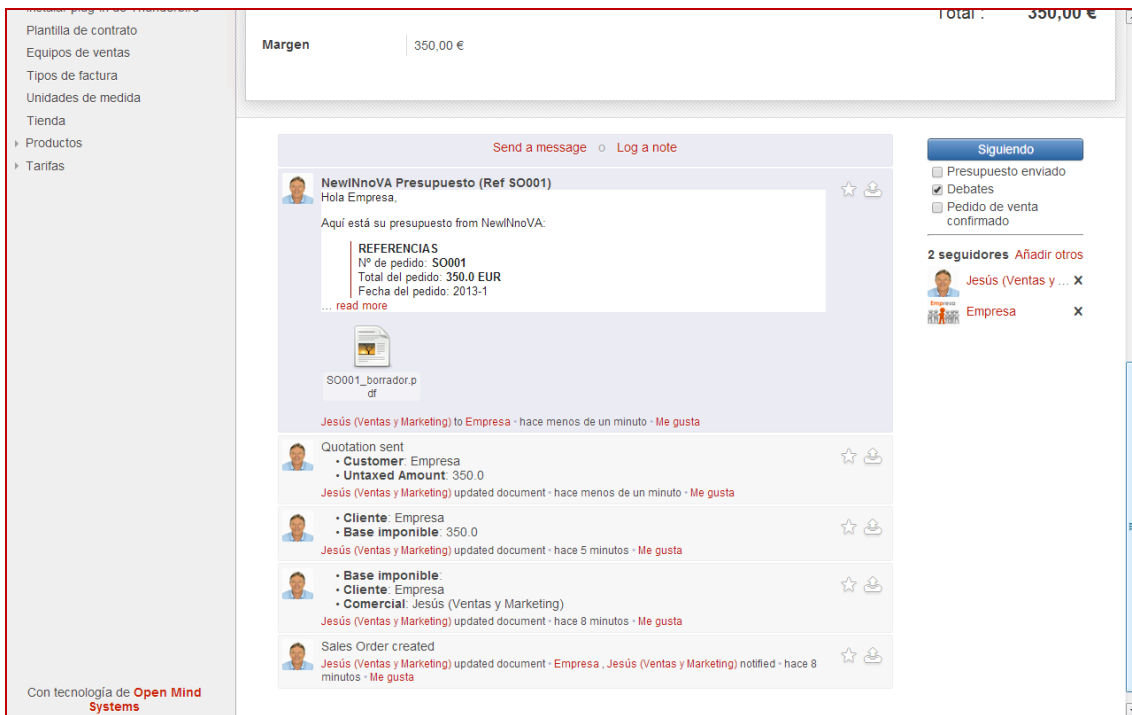 Instalar plug-in de Thunderbird
Plantilla de contrato
Equipos de ventas
Tipos de factura
Unidades de medida
Tienda
Productos
Tarifas
Con tecnología de Open Mind
Systems
Total : 350,00 €
Margen 350,00 €
Send a message o Log a note
NewINnoVA Presupuesto (Ref SO001)
Hola Empresa,
Aquí está su presupuesto from NewINnoVA:
REFERENCIAS
Nº de pedido: SO001
Total del pedido: 350.0 EUR
Fecha del pedido: 2013-1
... read more
SO001_borrador.p
df
Jesús (Ventas y Marketing) to Empresa • hace menos de un minuto • Me gusta
Quotation sent
• Customer: Empresa
• Untaxed Amount: 350.0
Jesús (Ventas y Marketing) updated document • hace menos de un minuto • Me gusta
• Cliente: Empresa
• Base imponible: 350.0
Jesús (Ventas y Marketing) updated document • hace 5 minutos • Me gusta
• Base imponible:
• Cliente: Empresa
• Comercial: Jesús (Ventas y Marketing)
Jesús (Ventas y Marketing) updated document • hace 8 minutos • Me gusta
Sales Order created
Jesús (Ventas y Marketing) updated document • Empresa , Jesús (Ventas y Marketing) notified • hace 8
minutos • Me gusta
Siguiendo
Presupuesto enviado
Debates
Pedido de venta
confirmado
2 seguidores Añadir otros
Jesús (Ventas y ... X
Empresa
Empresa X